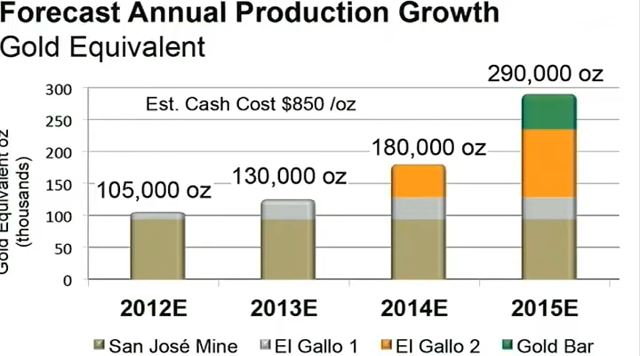 Forecast Annual Production Growth
Gold Equivalent
Gold Equivalent oz
(thousands)
300
250
200
150
100
50
0
Est. Cash Cost $850 /oz
105,000 oz
130,000 oz
180,000 oz
290,000 oz
2012E 2013E 2014E 2015E
San José Mine El Gallo 1 El Gallo 2 Gold Bar